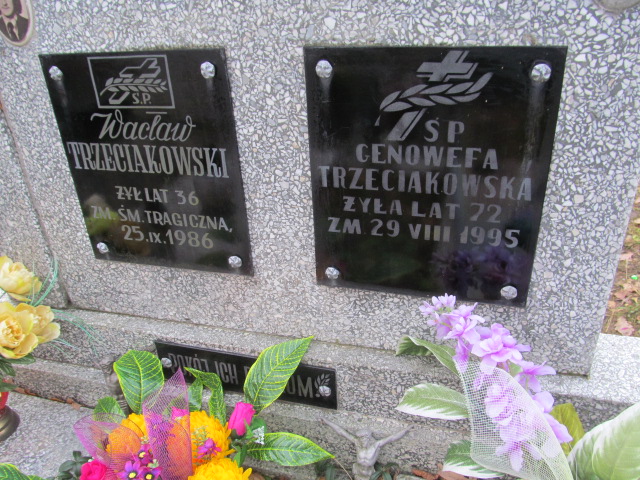 Ś.P.
Wacław
TRZECIAKOWSKI
ŻYŁ LAT 36
ZM. ŚM. TRAGICZNA,
25.IX.1986
ŚP
GENOWEFA
TRZECIAKOWSKA
ŻYŁA LAT 72
ZM 29 VIII 1995
POKÓJ ICH